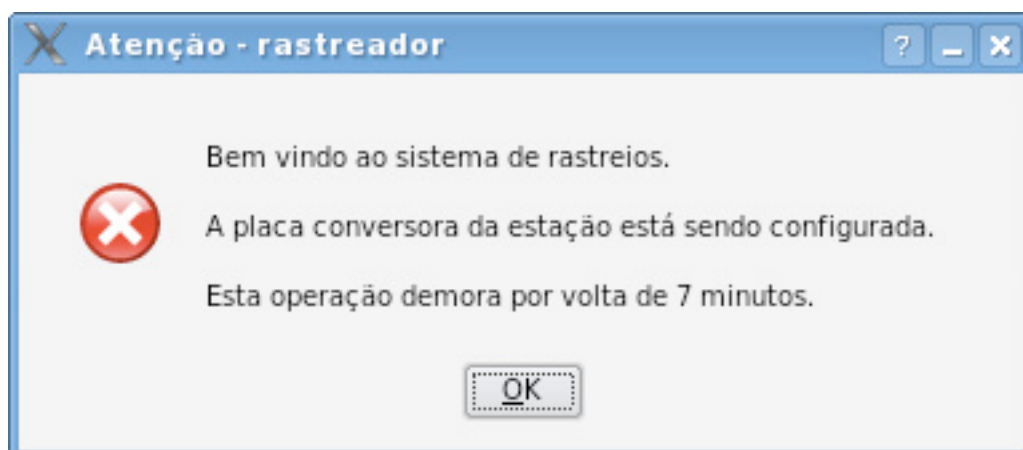 Atenção - rastreador
Bem vindo ao sistema de rastreios.
A placa conversora da estação está sendo configurada.
Esta operação demora por volta de 7 minutos.
OK